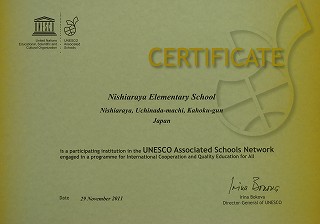 United Nations
Educational, Scientific and
Cultural Organization
UNESCO
Associated
Schools
CERTIFICATE
Nishiaraya Elementary School
Nishiaraya, Uchinada-machi, Kahoku-gun
Japan
is a participating institution in the UNESCO Associated Schools Network
engaged in a programme for International Cooperation and Quality Education for All
Irina Bokova
Date 29 November 2011
Irina Bokova
Director-General of UNESCO